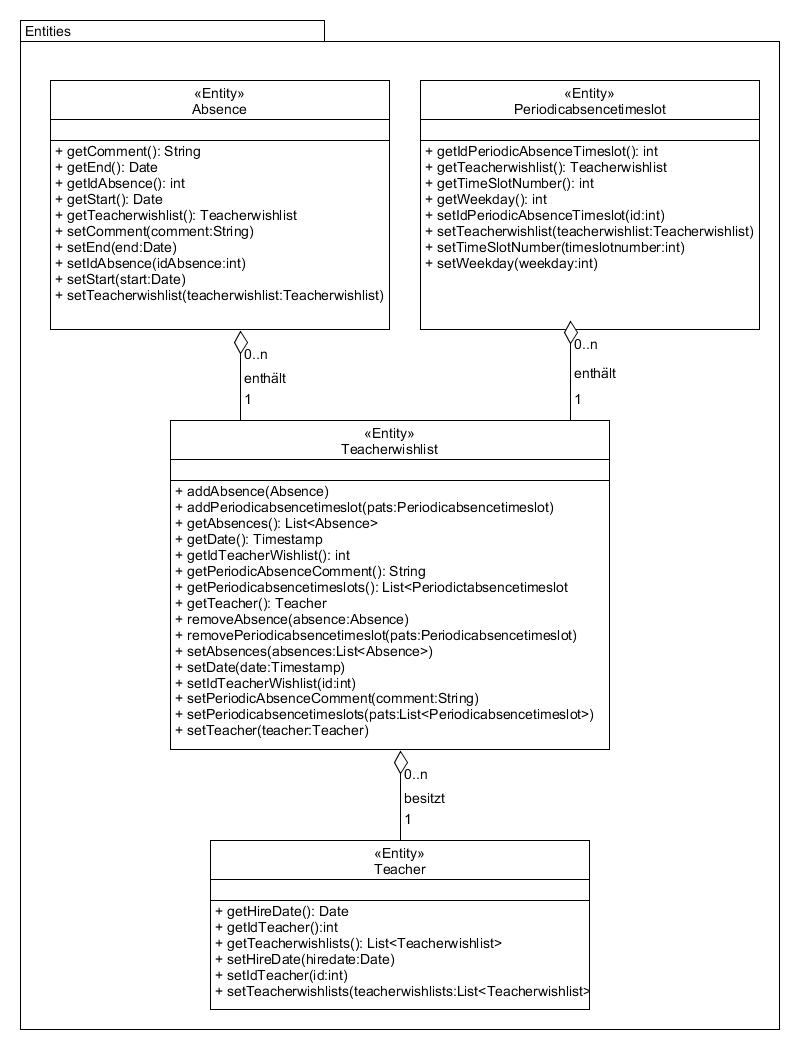 Entities
«Entity»
Absence
+ getComment(): String
+ getEnd(): Date
+ getIdAbsence(): int
+ getStart(): Date
+ getTeacherwishlist(): Teacherwishlist
+ setComment(comment:String)
+ setEnd(end:Date)
+ setIdAbsence(idAbsence:int)
+ setStart(start:Date)
+ setTeacherwishlist(teacherwishlist:Teacherwishlist)
«Entity»
Periodicabsencetimeslot
+ getIdPeriodicAbsenceTimeslot(): int
+ getTeacherwishlist(): Teacherwishlist
+ getTimeSlotNumber(): int
+ getWeekday(): int
+ setIdPeriodicAbsenceTimeslot(id:int)
+ setTeacherwishlist(teacherwishlist:Teacherwishlist)
+ setTimeSlotNumber(timeslotnumber:int)
+ setWeekday(weekday:int)
0..n
enthält
1
0..n
enthält
1
«Entity»
Teacherwishlist
+ addAbsence(Absence)
+ addPeriodicabsencetimeslot(pats:Periodicabsencetimeslot)
+ getAbsences(): List<Absence>
+ getDate(): Timestamp
+ getIdTeacherWishlist(): int
+ getPeriodicAbsenceComment(): String
+ getPeriodicabsencetimeslots(): List<Periodictabsencetimeslot
+ getTeacher(): Teacher
+ removeAbsence(absence:Absence)
+ removePeriodicabsencetimeslot(pats:Periodicabsencetimeslot)
+ setAbsences(absences:List<Absence>)
+ setDate(date:Timestamp)
+ setIdTeacherWishlist(id:int)
+ setPeriodicAbsenceComment(comment:String)
+ setPeriodicabsencetimeslots(pats:List<Periodicabsencetimeslot>)
+ setTeacher(teacher:Teacher)
0..n
besitzt
1
«Entity»
Teacher
+ getHireDate(): Date
+ getIdTeacher():int
+ getTeacherwishlists(): List<Teacherwishlist>
+ setHireDate(hiredate:Date)
+ setIdTeacher(id:int)
+ setTeacherwishlists(teacherwishlists:List<Teacherwishlist>